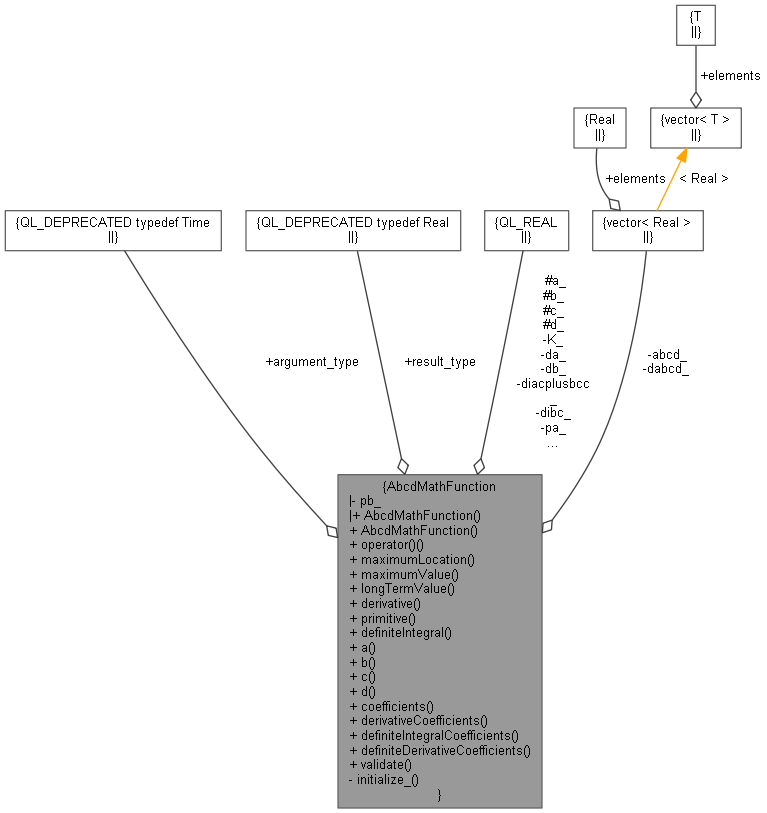 {T
||}
+elements
{Real
||}
{vector< T >
||}
+elements
< Real >
{QL_DEPRECATED typedef Time
||}
{QL_DEPRECATED typedef Real
||}
{QL_REAL
||}
{vector< Real >
||}
+argument_type
+result_type
#a_
#b_
#c_
#d_
-K_
-da_
-db_
-diacplusbcc
_
-dibc_
-pa_
...
-abcd_
-dabcd_
{AbcdMathFunction
|- pb_
|+ AbcdMathFunction()
+ AbcdMathFunction()
+ operator()()
+ maximumLocation()
+ maximumValue()
+ longTermValue()
+ derivative()
+ primitive()
+ definiteIntegral()
+ a()
+ b()
+ c()
+ d()
+ coefficients()
+ derivativeCoefficients()
+ definiteIntegralCoefficients()
+ definiteDerivativeCoefficients()
+ validate()
- initialize_()
}